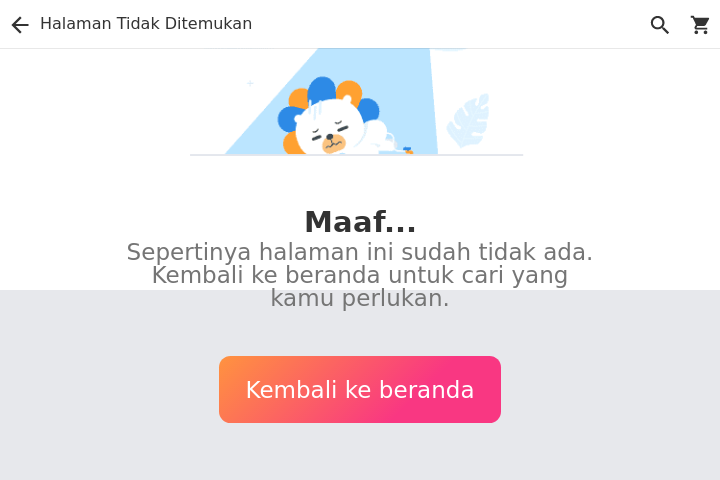 Halaman Tidak Ditemukan
Maaf...
Sepertinya halaman ini sudah tidak ada.
Kembali ke beranda untuk cari yang
kamu perlukan.
Kembali ke beranda